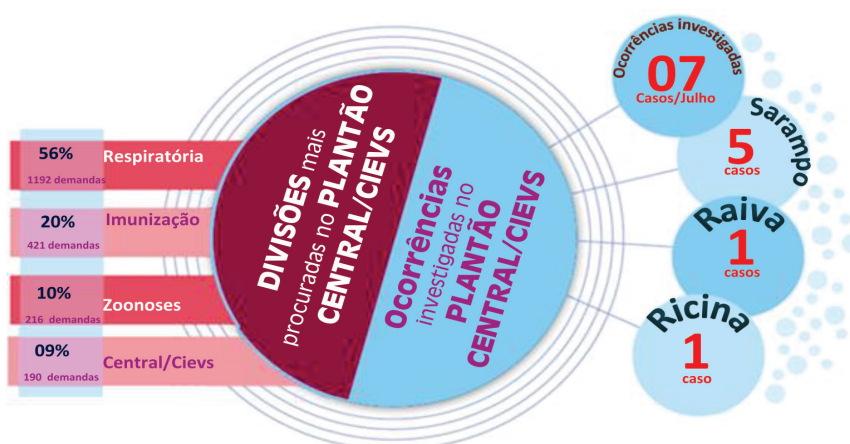 56%
Respiratória
1192 demandas
20%
Imunização
421 demandas
10%
Zoonoses
216 demandas
09%
Central/Cievs
190 demandas
DIVISÕES mais
procuradas no PLANTÃO
CENTRAL/CIEVS
Ocorrências
investigadas no
PLANTÃO
CENTRAL/CIEVS
Ocorrências investigadas
07
Casos/Julho
Sarampo
5
casos
Raiva
1
casos
Ricina
1
caso